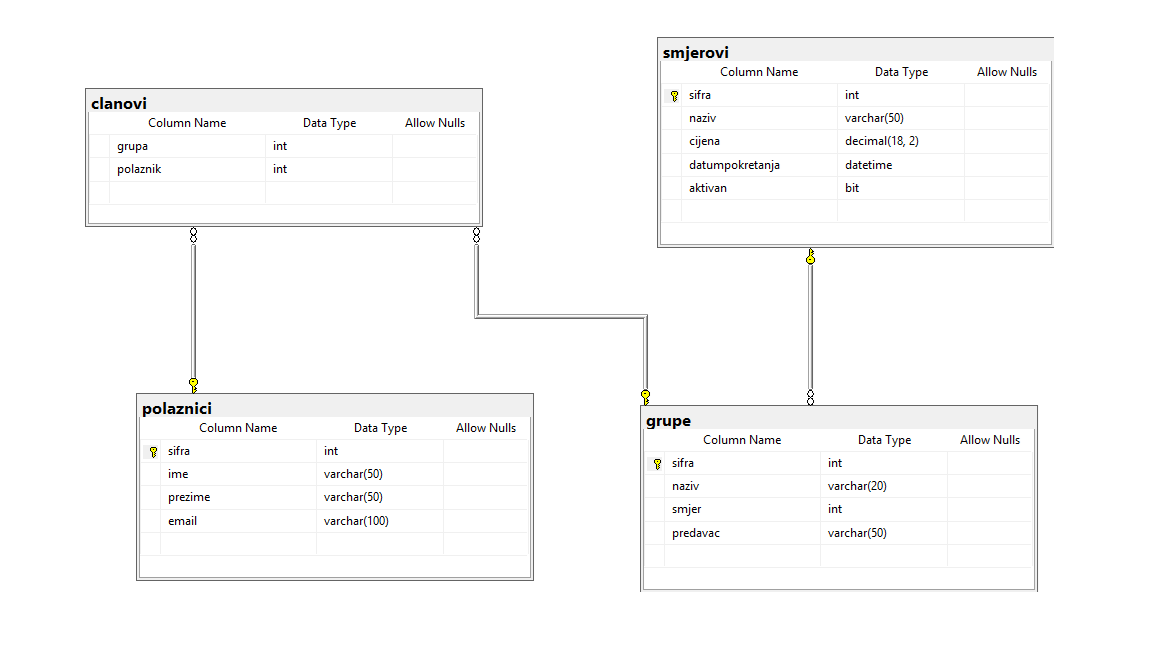 clanovi
Column Name Data Type Allow Nulls
grupa int
polaznik int
smjerovi
Column Name Data Type Allow Nulls
sifra int
naziv varchar(50)
cijena decimal(18, 2)
datumpokretanja datetime
aktivan bit
polaznici
Column Name Data Type Allow Nulls
sifra int
ime varchar(50)
prezime varchar(50)
email varchar(100)
grupe
Column Name Data Type Allow Nulls
sifra int
naziv varchar(20)
smjer int
predavac varchar(50)